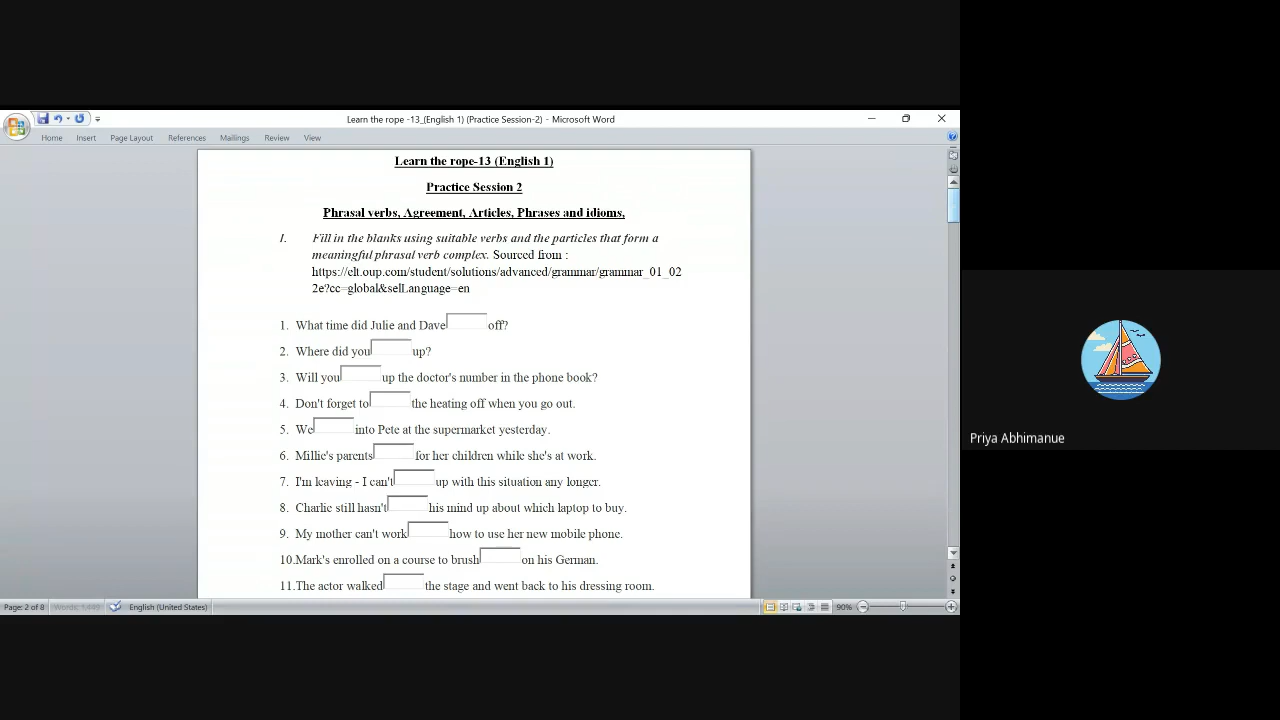 Learn the rope -13_(English 1) (Practice Session-2) - Microsoft Word
Home Insert Page Layout References Mailings Review View
Learn the rope-13 (English 1)
Practice Session 2
Phrasal verbs, Agreement, Articles, Phrases and idioms,
I. Fill in the blanks using suitable verbs and the particles that form a
meaningful phrasal verb complex. Sourced from :
https://elt.oup.com/student/solutions/advanced/grammar/grammar_01_02
2e?cc=global&selLanguage=en
1. What time did Julie and Dave off?
2. Where did you up?
3. Will you up the doctor's number in the phone book?
4. Don't forget to the heating off when you go out.
5. We into Pete at the supermarket yesterday.
6. Millie's parents for her children while she's at work.
7. I'm leaving - I can't up with this situation any longer.
8. Charlie still hasn't his mind up about which laptop to buy.
9. My mother can't work how to use her new mobile phone.
10.Mark's enrolled on a course to brush on his German.
11.The actor walked the stage and went back to his dressing room.
Page: 2 of 8 Words: English (United States) 90%
Priya Abhimanue